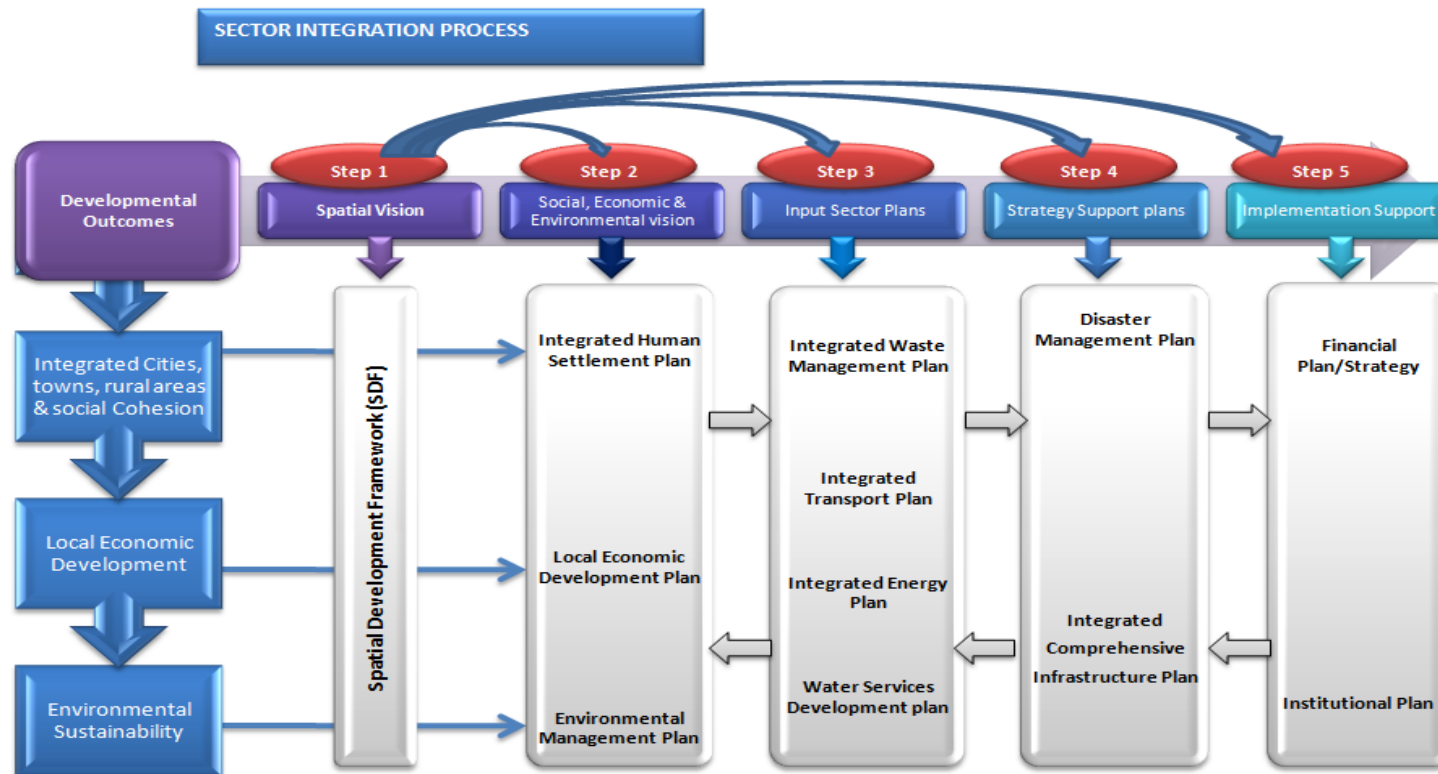 SECTOR INTEGRATION PROCESS
Developmental
Outcomes
Step 1
Spatial Vision
Step 2
Social, Economic &
Environmental vision
Step 3
Input Sector Plans
Step 4
Strategy Support plans
Step 5
Implementation Support
Integrated Cities,
towns, rural areas
& social Cohesion
Local Economic
Development
Environmental
Sustainability
Spatial Development Framework (SDF)
Integrated Human
Settlement Plan
Local Economic
Development Plan
Environmental
Management Plan
Integrated Waste
Management Plan
Integrated
Transport Plan
Integrated Energy
Plan
Water Services
Development plan
Disaster
Management Plan
Integrated
Comprehensive
Infrastructure Plan
Financial
Plan/Strategy
Institutional Plan